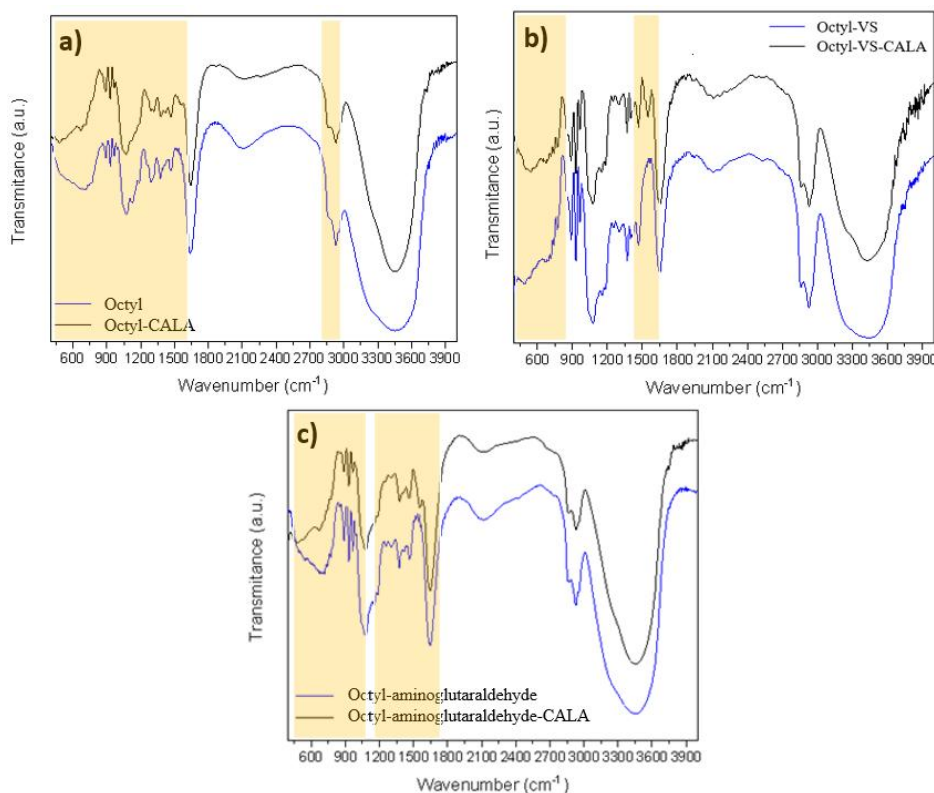 a)
Transmitance (a.u.)
Octyl
Octyl-CALA
600 900 1200 1500 1800 2100 2400 2700 3000 3300 3600 3900
Wavenumber (cm⁻¹)
b)
Octyl-VS
Octyl-VS-CALA
Transmitance (a.u.)
600 900 1200 1500 1800 2100 2400 2700 3000 3300 3600 3900
Wavenumber (cm⁻¹)
c)
Transmitance (a.u.)
Octyl-aminoglutaraldehyde
Octyl-aminoglutaraldehyde-CALA
600 900 1200 1500 1800 2100 2400 2700 3000 3300 3600 3900
Wavenumber (cm⁻¹)